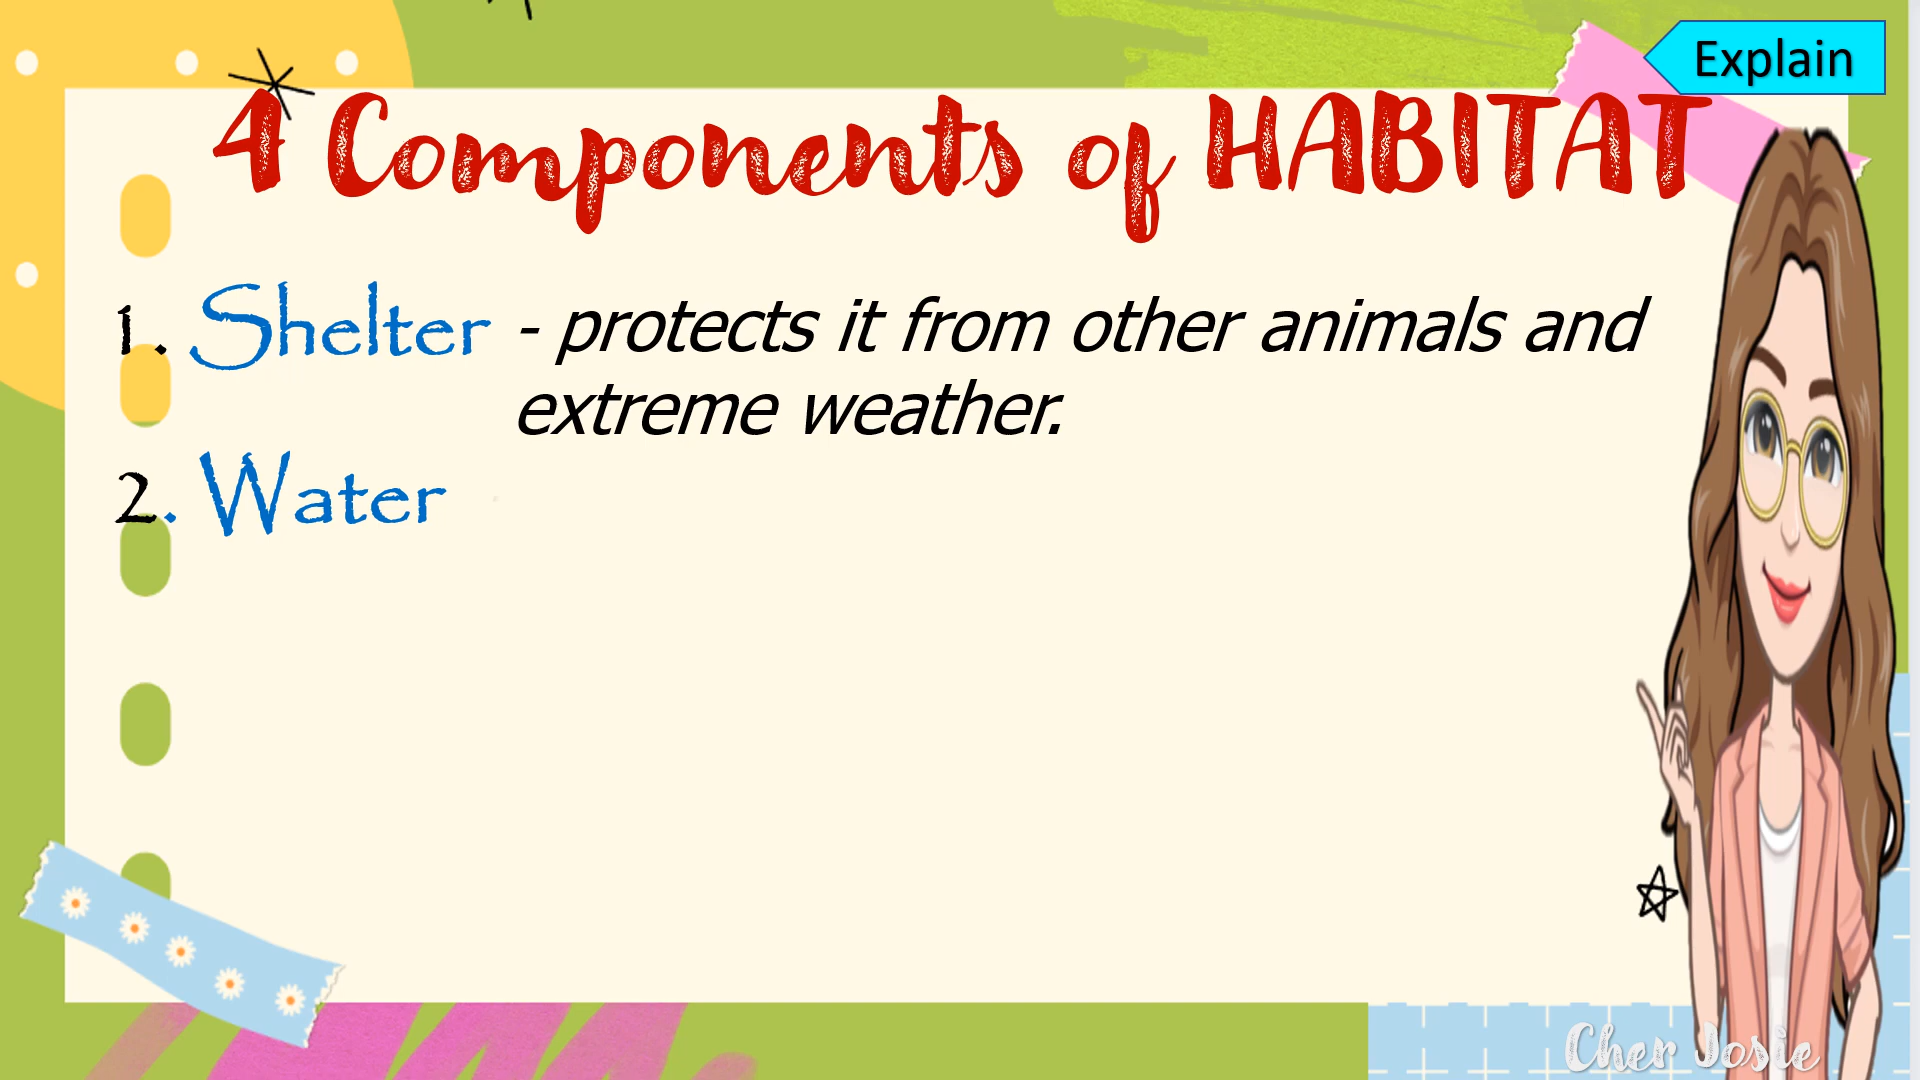 Explain
4 Components of HABITAT
1. Shelter - protects it from other animals and
extreme weather.
2. Water
Cher Josie